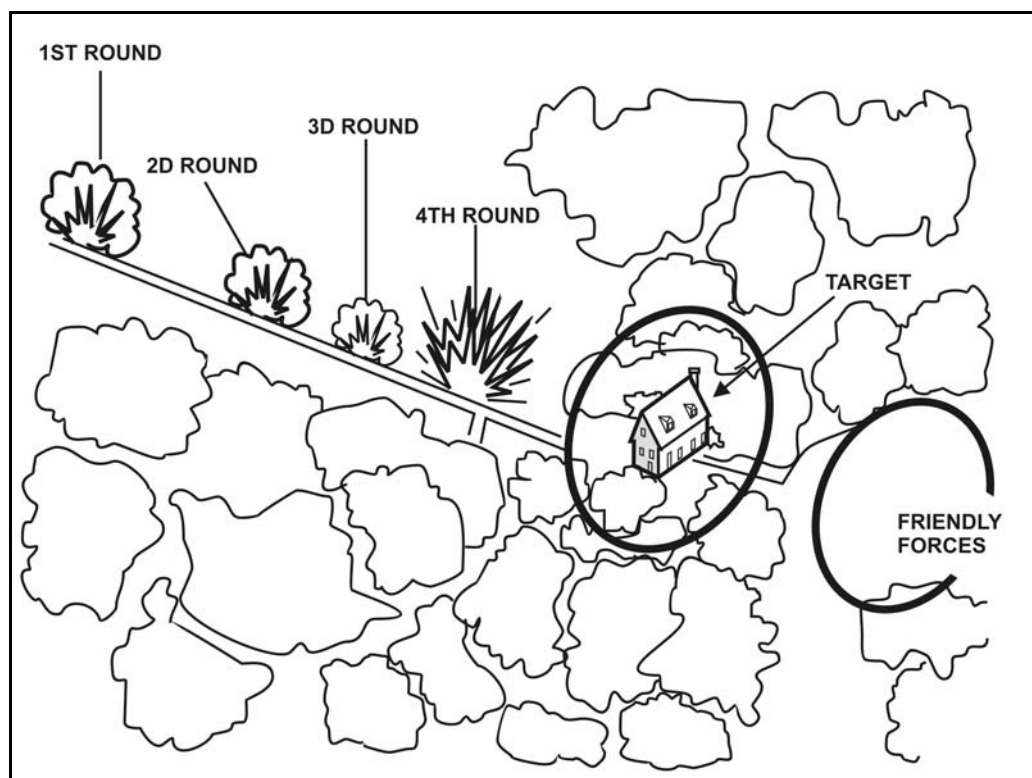 1ST ROUND
2D ROUND
3D ROUND
4TH ROUND
TARGET
FRIENDLY
FORCES